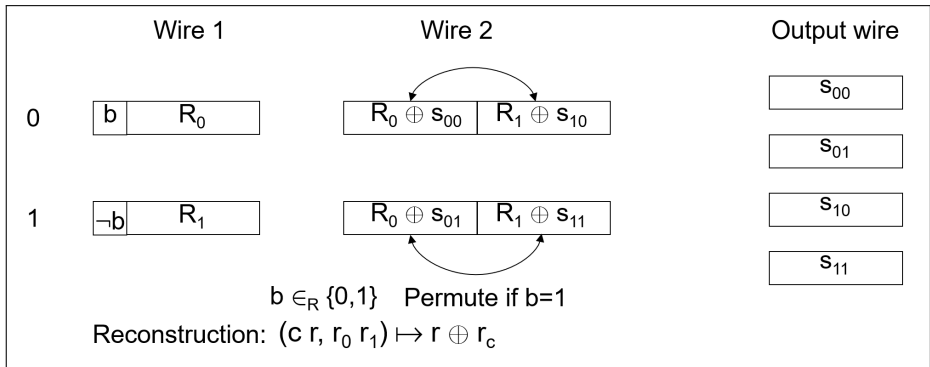 Wire 1 Wire 2 Output wire
0 b R₀ R₀ ⊕ s₀₀ R₁ ⊕ s₁₀ s₀₀
s₀₁
1 ¬b R₁ R₀ ⊕ s₀₁ R₁ ⊕ s₁₁ s₁₀
s₁₁
b ∈R {0,1} Permute if b=1
Reconstruction: (c r, r₀ r₁) ↦ r ⊕ r꜀